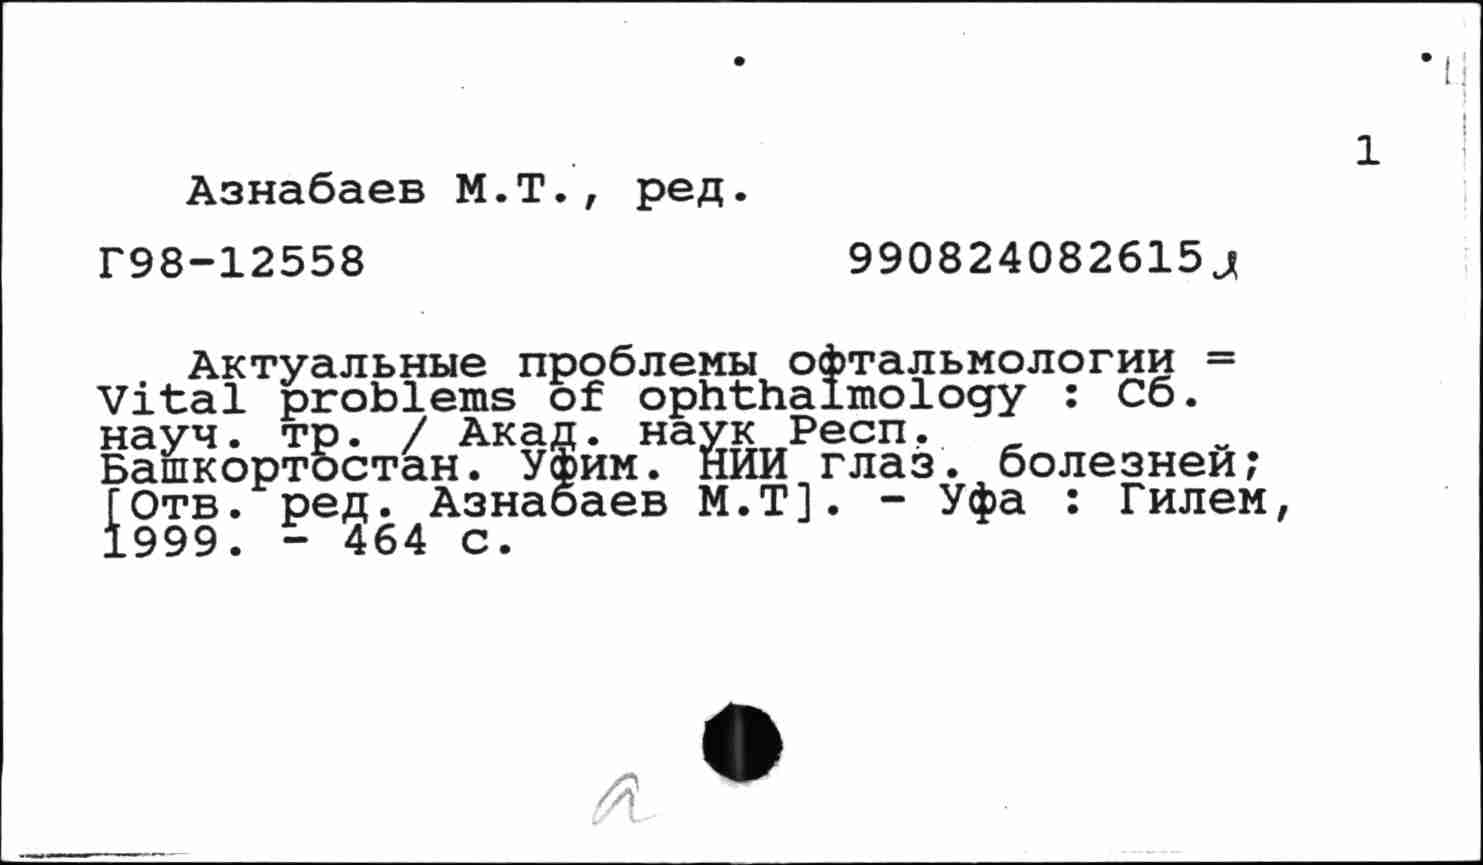 1
Азнабаев М.Т., ред.
Г98-12558 990824082615
Актуальные проблемы офтальмологии =
Vital problems of ophthalmology : Сб.
науч. тр. / Акад. наук Респ.
Башкортостан. Уфим. НИИ глаз. болезней;
[Отв. ред. Азнабаев М.Т]. - Уфа : Гилем,
1999. - 464 с.
а